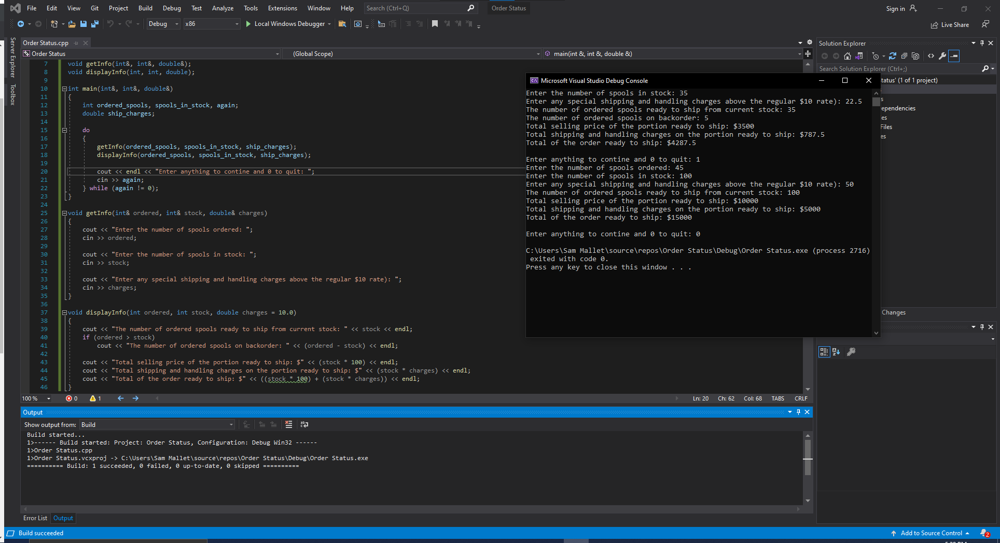 File Edit View Git Project Build Debug Test Analyze Tools Extensions Window Help Search (Ctrl+Q) Order Status Sign in
Debug x86 Local Windows Debugger Live Share
Server Explorer
Toolbox
Order Status.cpp
Order Status (Global Scope) main(int &, int &, double &)
7 void getInfo(int&, int&, double&);
8 void displayInfo(int, int, double);
9
10 int main(int&, int&, double&)
11 {
12 int ordered_spools, spools_in_stock, again;
13 double ship_charges;
14
15 do
16 {
17 getInfo(ordered_spools, spools_in_stock, ship_charges);
18 displayInfo(ordered_spools, spools_in_stock, ship_charges);
19
20 cout << endl << "Enter anything to contine and 0 to quit: ";
21 cin >> again;
22 } while (again != 0);
23 }
24
25 void getInfo(int& ordered, int& stock, double& charges)
26 {
27 cout << "Enter the number of spools ordered: ";
28 cin >> ordered;
29
30 cout << "Enter the number of spools in stock: ";
31 cin >> stock;
32
33 cout << "Enter any special shipping and handling charges above the regular $10 rate): ";
34 cin >> charges;
35 }
36
37 void displayInfo(int ordered, int stock, double charges = 10.0)
38 {
39 cout << "The number of ordered spools ready to ship from current stock: " << stock << endl;
40 if (ordered > stock)
41 cout << "The number of ordered spools on backorder: " << (ordered - stock) << endl;
42
43 cout << "Total selling price of the portion ready to ship: $" << (stock * 100) << endl;
44 cout << "Total shipping and handling charges on the portion ready to ship: $" << (stock * charges) << endl;
45 cout << "Total of the order ready to ship: $" << ((stock * 100) + (stock * charges)) << endl;
46 }
100 % 0 1 Ln: 20 Ch: 62 Col: 68 TABS CRLF
Microsoft Visual Studio Debug Console
Enter the number of spools in stock: 35
Enter any special shipping and handling charges above the regular $10 rate): 22.5
The number of ordered spools ready to ship from current stock: 35
The number of ordered spools on backorder: 5
Total selling price of the portion ready to ship: $3500
Total shipping and handling charges on the portion ready to ship: $787.5
Total of the order ready to ship: $4287.5
Enter anything to contine and 0 to quit: 1
Enter the number of spools ordered: 45
Enter the number of spools in stock: 100
Enter any special shipping and handling charges above the regular $10 rate): 50
The number of ordered spools ready to ship from current stock: 100
Total selling price of the portion ready to ship: $10000
Total shipping and handling charges on the portion ready to ship: $5000
Total of the order ready to ship: $15000
Enter anything to contine and 0 to quit: 0
C:\Users\Sam Mallet\source\repos\Order Status\Debug\Order Status.exe (process 2716)
exited with code 0.
Press any key to close this window . . .
Solution Explorer
Search Solution Explorer (Ctrl+;)
tatus' (1 of 1 project)
s
ependencies
es
Files
es
Changes
Output
Show output from: Build
Build started...
1>------ Build started: Project: Order Status, Configuration: Debug Win32 ------
1>Order Status.cpp
1>Order Status.vcxproj -> C:\Users\Sam Mallet\source\repos\Order Status\Debug\Order Status.exe
========== Build: 1 succeeded, 0 failed, 0 up-to-date, 0 skipped ==========
Error List Output
Build succeeded Add to Source Control 2